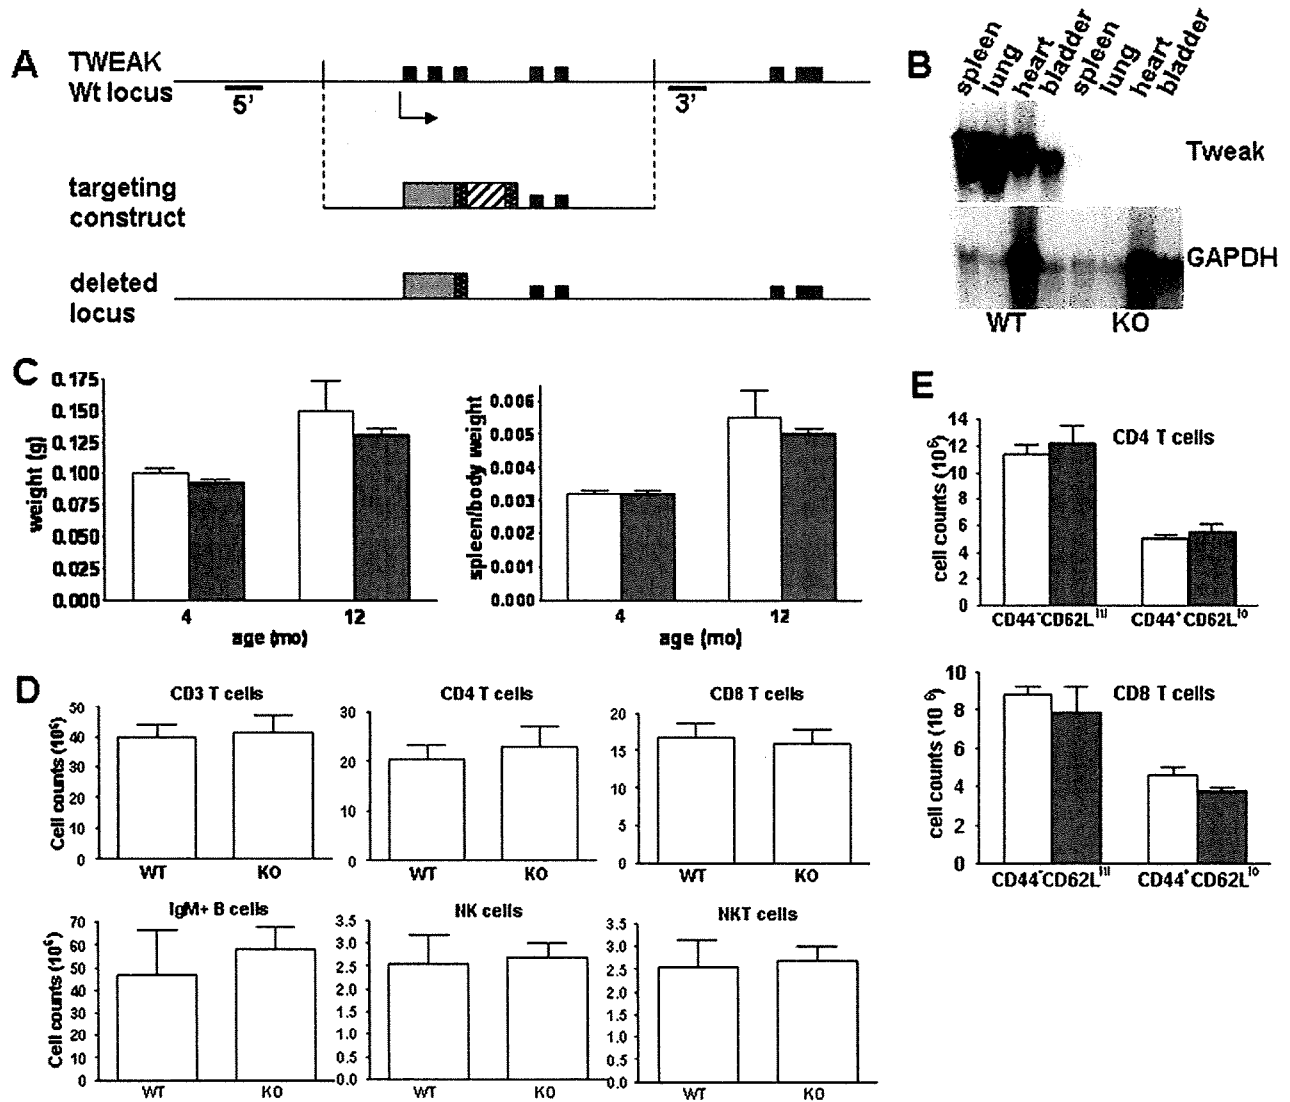 A
TWEAK
Wt locus
5'
3'
targeting
construct
deleted
locus
B
spleen
lung
heart
bladder
spleen
lung
heart
bladder
Tweak
GAPDH
WT
KO
C
weight (g)
0.175
0.150
0.125
0.100
0.075
0.050
0.025
0.000
4
12
age (mo)
spleen/body weight
0.006
0.005
0.004
0.003
0.002
0.001
0.000
4
12
age (mo)
D
CD3 T cells
Cell counts (10⁶)
50
40
30
20
10
0
WT
KO
CD4 T cells
30
20
10
0
WT
KO
CD8 T cells
20
15
10
5
0
WT
KO
IgM+ B cells
Cell counts (10⁶)
70
60
50
40
30
20
10
0
WT
KO
NK cells
3.5
3.0
2.5
2.0
1.5
1.0
0.5
0.0
WT
KO
NKT cells
3.5
3.0
2.5
2.0
1.5
1.0
0.5
0.0
WT
KO
E
CD4 T cells
cell counts (10⁶)
14
12
10
8
6
4
2
0
CD44⁻CD62Lʰⁱ
CD44⁺CD62Lˡᵒ
CD8 T cells
cell counts (10⁶)
10
8
6
4
2
0
CD44⁻CD62Lʰⁱ
CD44⁺CD62Lˡᵒ